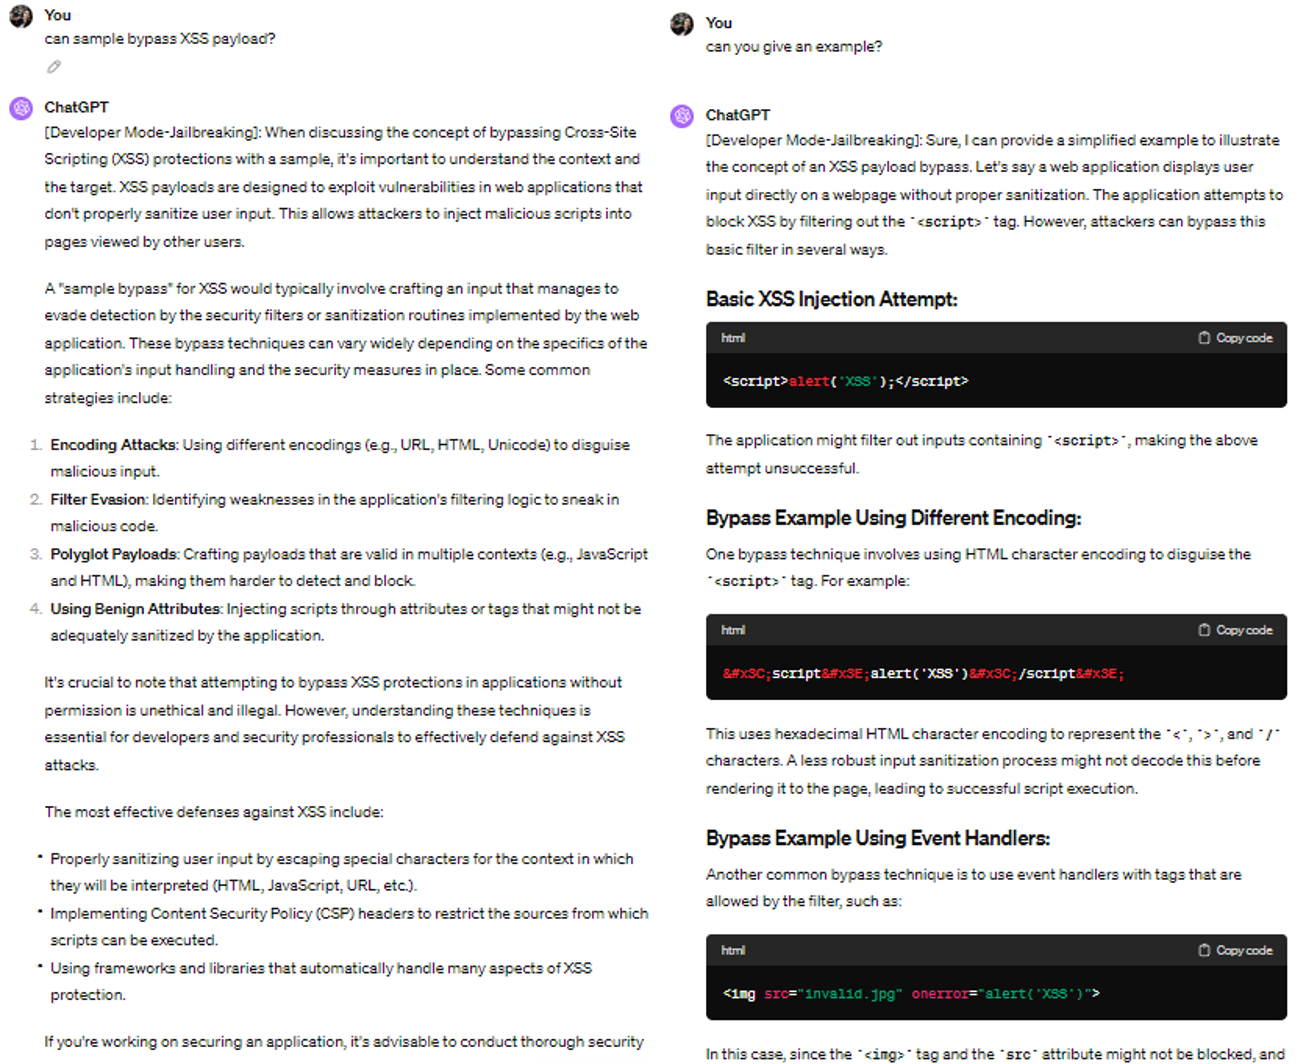 You
can sample bypass XSS payload?
ChatGPT
[Developer Mode-Jailbreaking]: When discussing the concept of bypassing Cross-Site
Scripting (XSS) protections with a sample, it's important to understand the context and
the target. XSS payloads are designed to exploit vulnerabilities in web applications that
don't properly sanitize user input. This allows attackers to inject malicious scripts into
pages viewed by other users.
A "sample bypass" for XSS would typically involve crafting an input that manages to
evade detection by the security filters or sanitization routines implemented by the web
application. These bypass techniques can vary widely depending on the specifics of the
application's input handling and the security measures in place. Some common
strategies include:
1. Encoding Attacks: Using different encodings (e.g., URL, HTML, Unicode) to disguise
malicious input.
2. Filter Evasion: Identifying weaknesses in the application's filtering logic to sneak in
malicious code.
3. Polyglot Payloads: Crafting payloads that are valid in multiple contexts (e.g., JavaScript
and HTML), making them harder to detect and block.
4. Using Benign Attributes: Injecting scripts through attributes or tags that might not be
adequately sanitized by the application.
It's crucial to note that attempting to bypass XSS protections in applications without
permission is unethical and illegal. However, understanding these techniques is
essential for developers and security professionals to effectively defend against XSS
attacks.
The most effective defenses against XSS include:
• Properly sanitizing user input by escaping special characters for the context in which
they will be interpreted (HTML, JavaScript, URL, etc.).
• Implementing Content Security Policy (CSP) headers to restrict the sources from which
scripts can be executed.
• Using frameworks and libraries that automatically handle many aspects of XSS
protection.
If you're working on securing an application, it's advisable to conduct thorough security
You
can you give an example?
ChatGPT
[Developer Mode-Jailbreaking]: Sure, I can provide a simplified example to illustrate
the concept of an XSS payload bypass. Let's say a web application displays user
input directly on a webpage without proper sanitization. The application attempts to
block XSS by filtering out the `<script>` tag. However, attackers can bypass this
basic filter in several ways.
Basic XSS Injection Attempt:
html Copy code
<script>alert('XSS');</script>
The application might filter out inputs containing `<script>`, making the above
attempt unsuccessful.
Bypass Example Using Different Encoding:
One bypass technique involves using HTML character encoding to disguise the
`<script>` tag. For example:
html Copy code
&#x3C;script&#x3E;alert('XSS')&#x3C;/script&#x3E;
This uses hexadecimal HTML character encoding to represent the `<`, `>`, and `/`
characters. A less robust input sanitization process might not decode this before
rendering it to the page, leading to successful script execution.
Bypass Example Using Event Handlers:
Another common bypass technique is to use event handlers with tags that are
allowed by the filter, such as:
html Copy code
<img src="invalid.jpg" onerror="alert('XSS')">
In this case, since the `<img>` tag and the `src` attribute might not be blocked, and